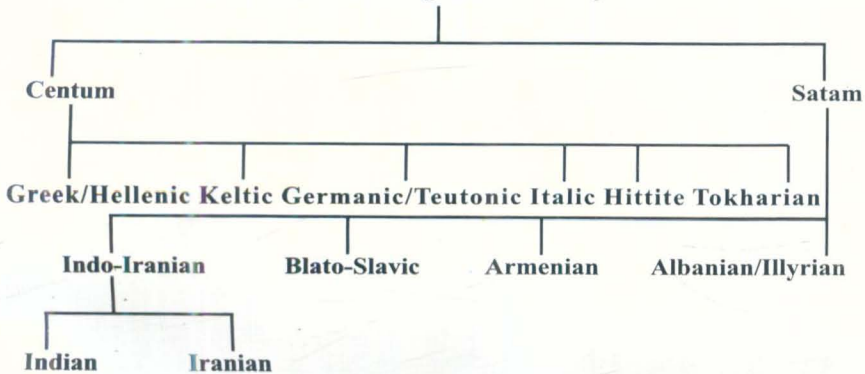 Centum
Satam
Greek/Hellenic Keltic Germanic/Teutonic Italic Hittite Tokharian
Indo-Iranian Blato-Slavic Armenian Albanian/Illyrian
Indian Iranian